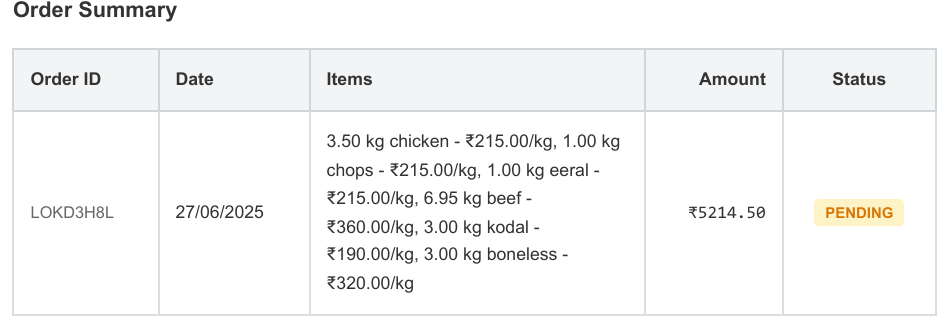 Order Summary
Order ID Date Items Amount Status
3.50 kg chicken - ₹215.00/kg, 1.00 kg
chops - ₹215.00/kg, 1.00 kg eeral -
₹215.00/kg, 6.95 kg beef -
LOKD3H8L 27/06/2025 ₹5214.50 PENDING
₹360.00/kg, 3.00 kg kodal -
₹190.00/kg, 3.00 kg boneless -
₹320.00/kg